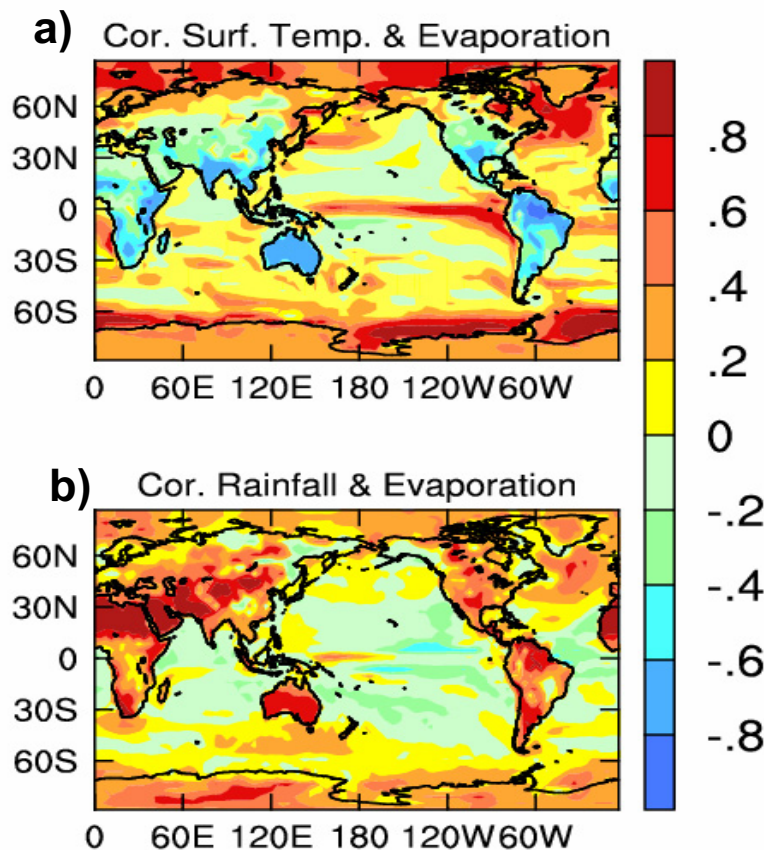 a)
Cor. Surf. Temp. & Evaporation
60N
30N
0
30S
60S
0 60E 120E 180 120W 60W
b)
Cor. Rainfall & Evaporation
60N
30N
0
30S
60S
0 60E 120E 180 120W 60W
.8
.6
.4
.2
0
-.2
-.4
-.6
-.8